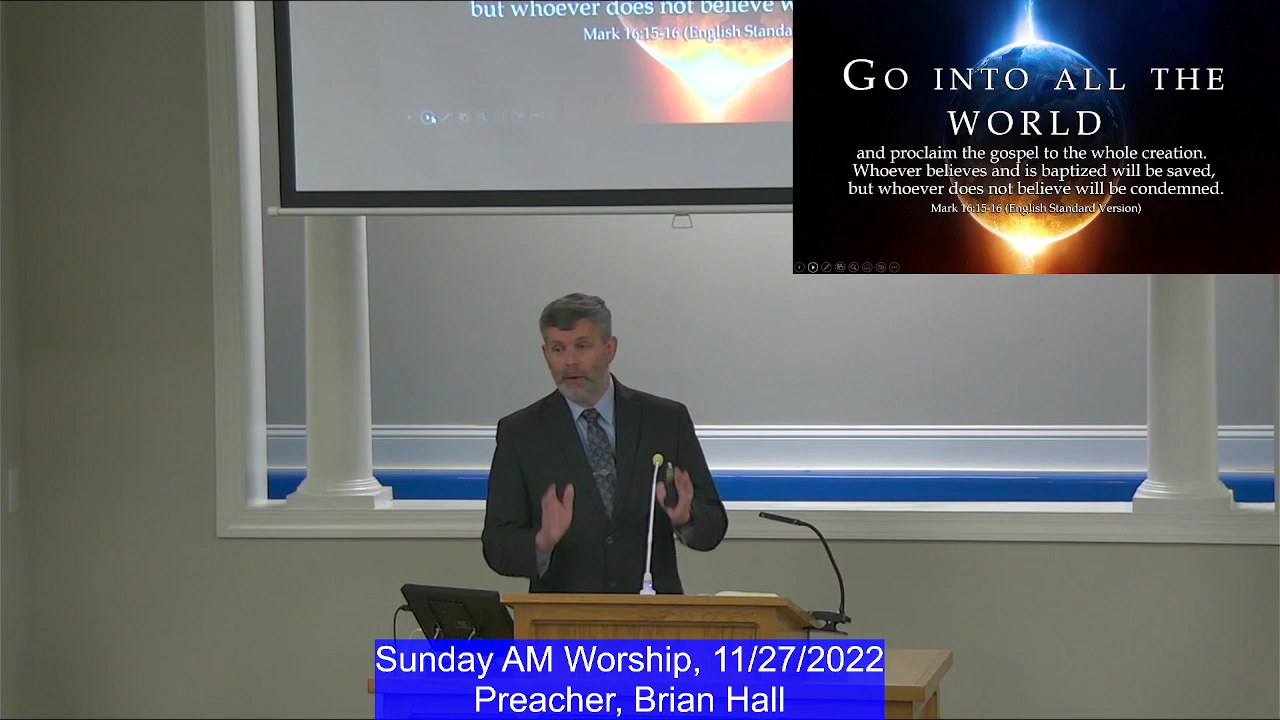 but whoever does not believe w
Mark 16:15-16 (English Standa
Go into all the
world
and proclaim the gospel to the whole creation.
Whoever believes and is baptized will be saved,
but whoever does not believe will be condemned.
Mark 16:15-16 (English Standard Version)
Sunday AM Worship, 11/27/2022
Preacher, Brian Hall